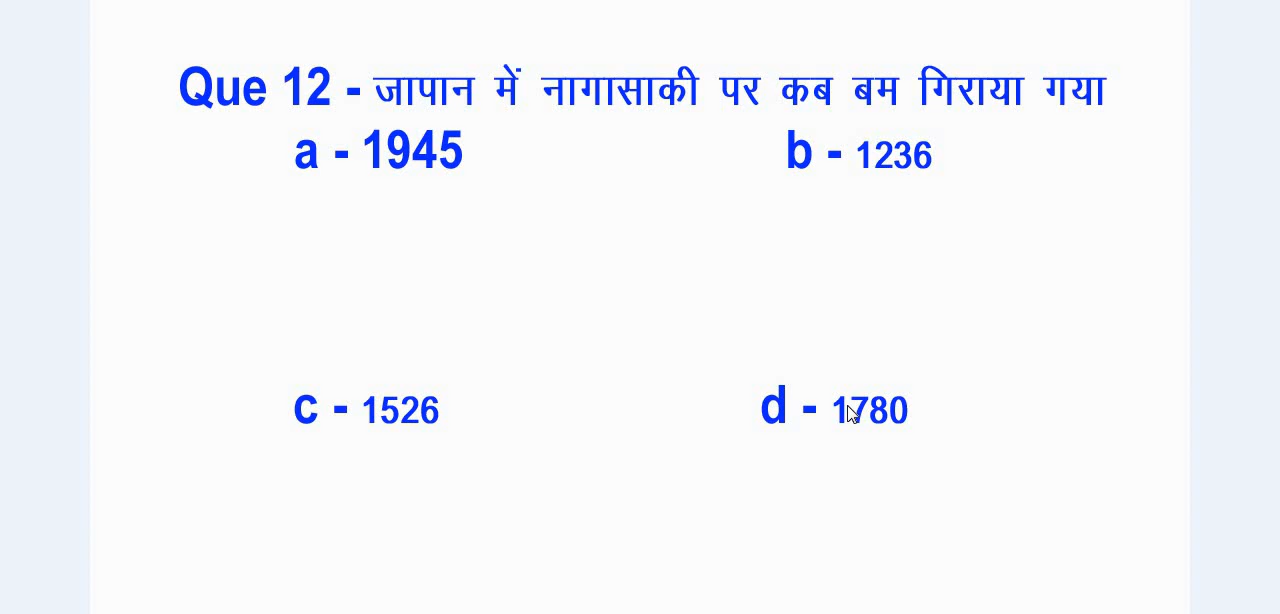 Que 12 - जापान में नागासाकी पर कब बम गिराया गया
a - 1945 b - 1236
c - 1526 d - 1780